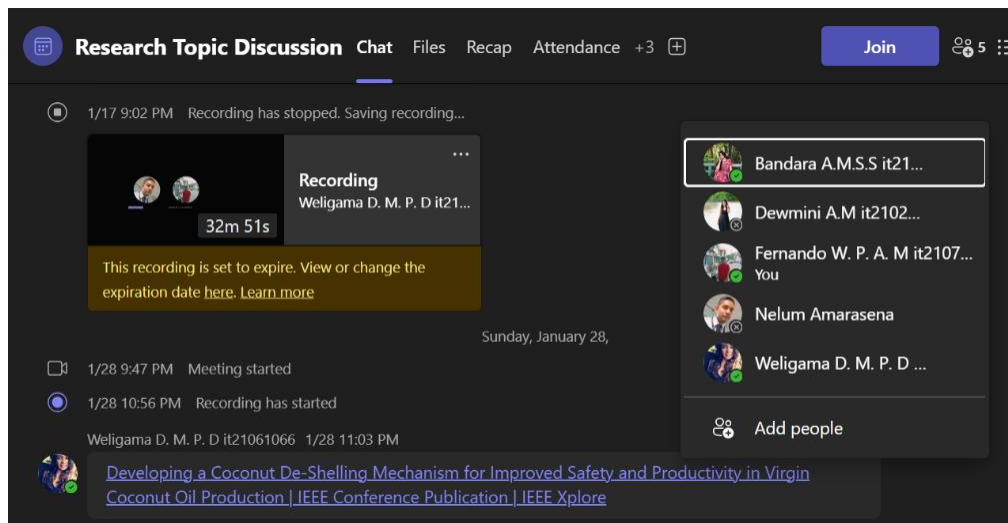 Research Topic Discussion Chat Files Recap Attendance +3 Join 5
1/17 9:02 PM Recording has stopped. Saving recording...
Recording
Weligama D. M. P. D it21...
32m 51s
This recording is set to expire. View or change the
expiration date here. Learn more
Sunday, January 28,
1/28 9:47 PM Meeting started
1/28 10:56 PM Recording has started
Weligama D. M. P. D it21061066 1/28 11:03 PM
Developing a Coconut De-Shelling Mechanism for Improved Safety and Productivity in Virgin
Coconut Oil Production | IEEE Conference Publication | IEEE Xplore
Bandara A.M.S.S it21...
Dewmini A.M it2102...
Fernando W. P. A. M it2107...
You
Nelum Amarasena
Weligama D. M. P. D ...
Add people